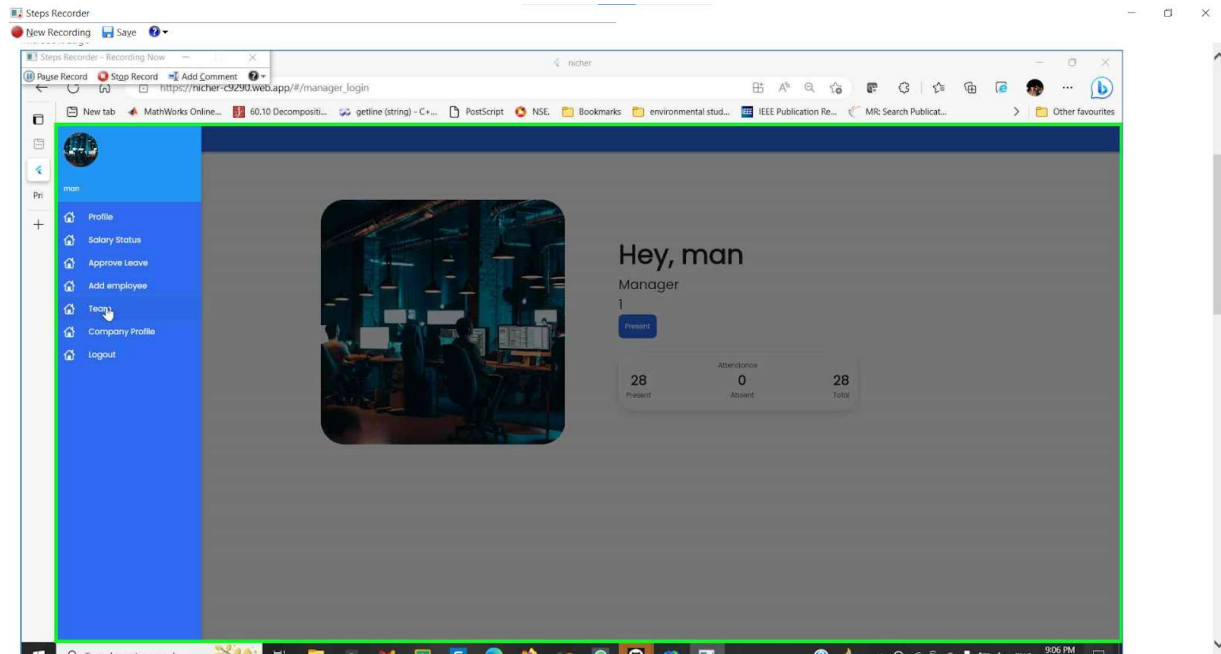 Steps Recorder
New Recording Save
Steps Recorder - Recording Now
nicher
Pause Record Stop Record Add Comment
https://nicher-c9290.web.app/#/manager_login
New tab MathWorks Online... 60.10 Decompositi... getline (string) - C+... PostScript NSE. Bookmarks environmental stud... IEEE Publication Re... MR: Search Publicat... Other favourites
man
Pri
Profile
Salary Status
Approve Leave
Add employee
Team
Company Profile
Logout
Hey, man
Manager
1
Present
Attendance
28 0 28
Present Absent Total
9:06 PM